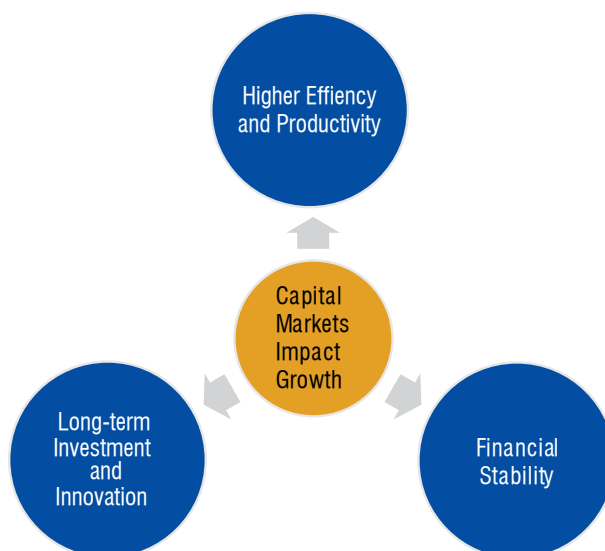 Higher Effiency
and Productivity
Capital
Markets
Impact
Growth
Long-term
Investment
and
Innovation
Financial
Stability